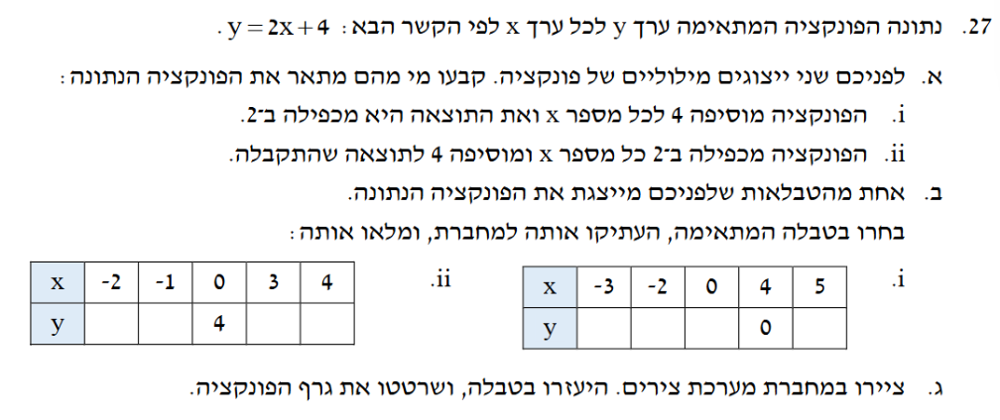 27. נתונה הפונקציה המתאימה ערך y לכל ערך x לפי הקשר הבא: y=2x+4.
א. לפניכם שני ייצוגים מילוליים של פונקציה. קבעו מי מהם מתאר את הפונקציה הנתונה:
i. הפונקציה מוסיפה 4 לכל מספר x ואת התוצאה היא מכפילה ב־2.
ii. הפונקציה מכפילה ב־2 כל מספר x ומוסיפה 4 לתוצאה שהתקבלה.
ב. אחת מהטבלאות שלפניכם מייצגת את הפונקציה הנתונה.
בחרו בטבלה המתאימה, העתיקו אותה למחברת, ומלאו אותה:
i.
x -3 -2 0 4 5
y 0
ii.
x -2 -1 0 3 4
y 4
ג. ציירו במחברת מערכת צירים. היעזרו בטבלה, ושרטטו את גרף הפונקציה.